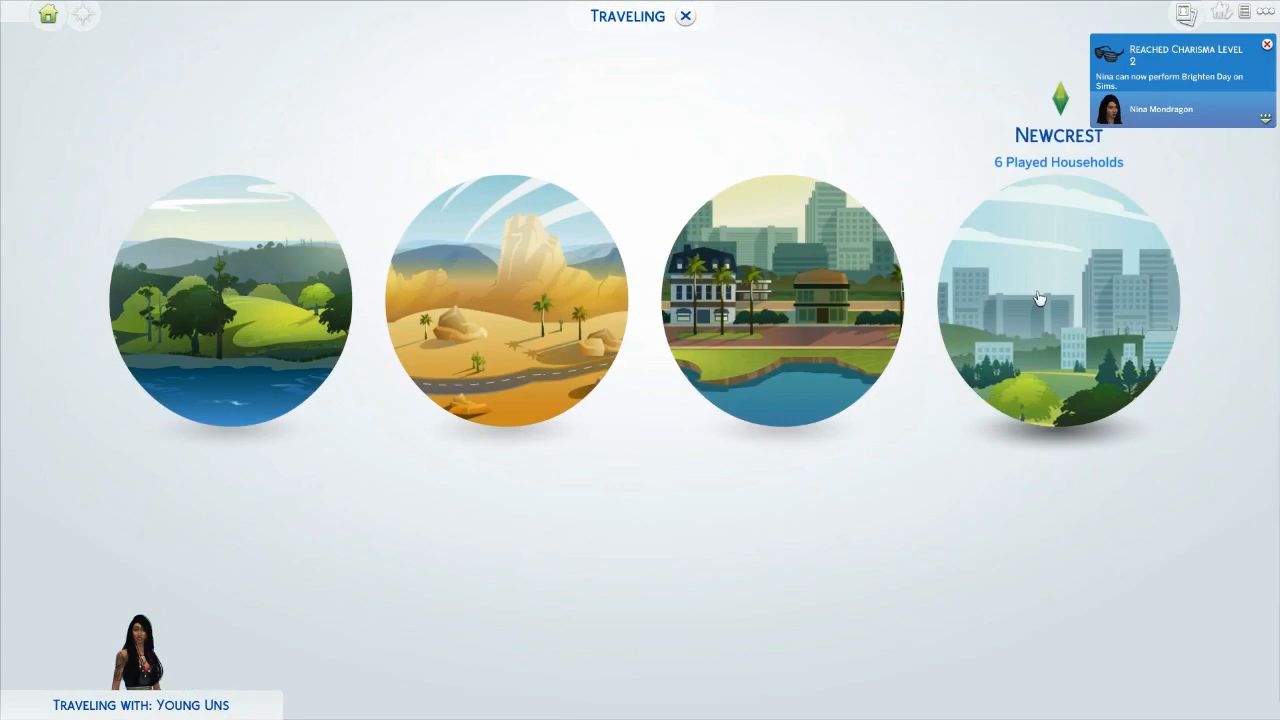 TRAVELING
REACHED CHARISMA LEVEL
2
Nina can now perform Brighten Day on
Sims.
Nina Mondragon
NEWCREST
6 Played Households
TRAVELING WITH: YOUNG UNS